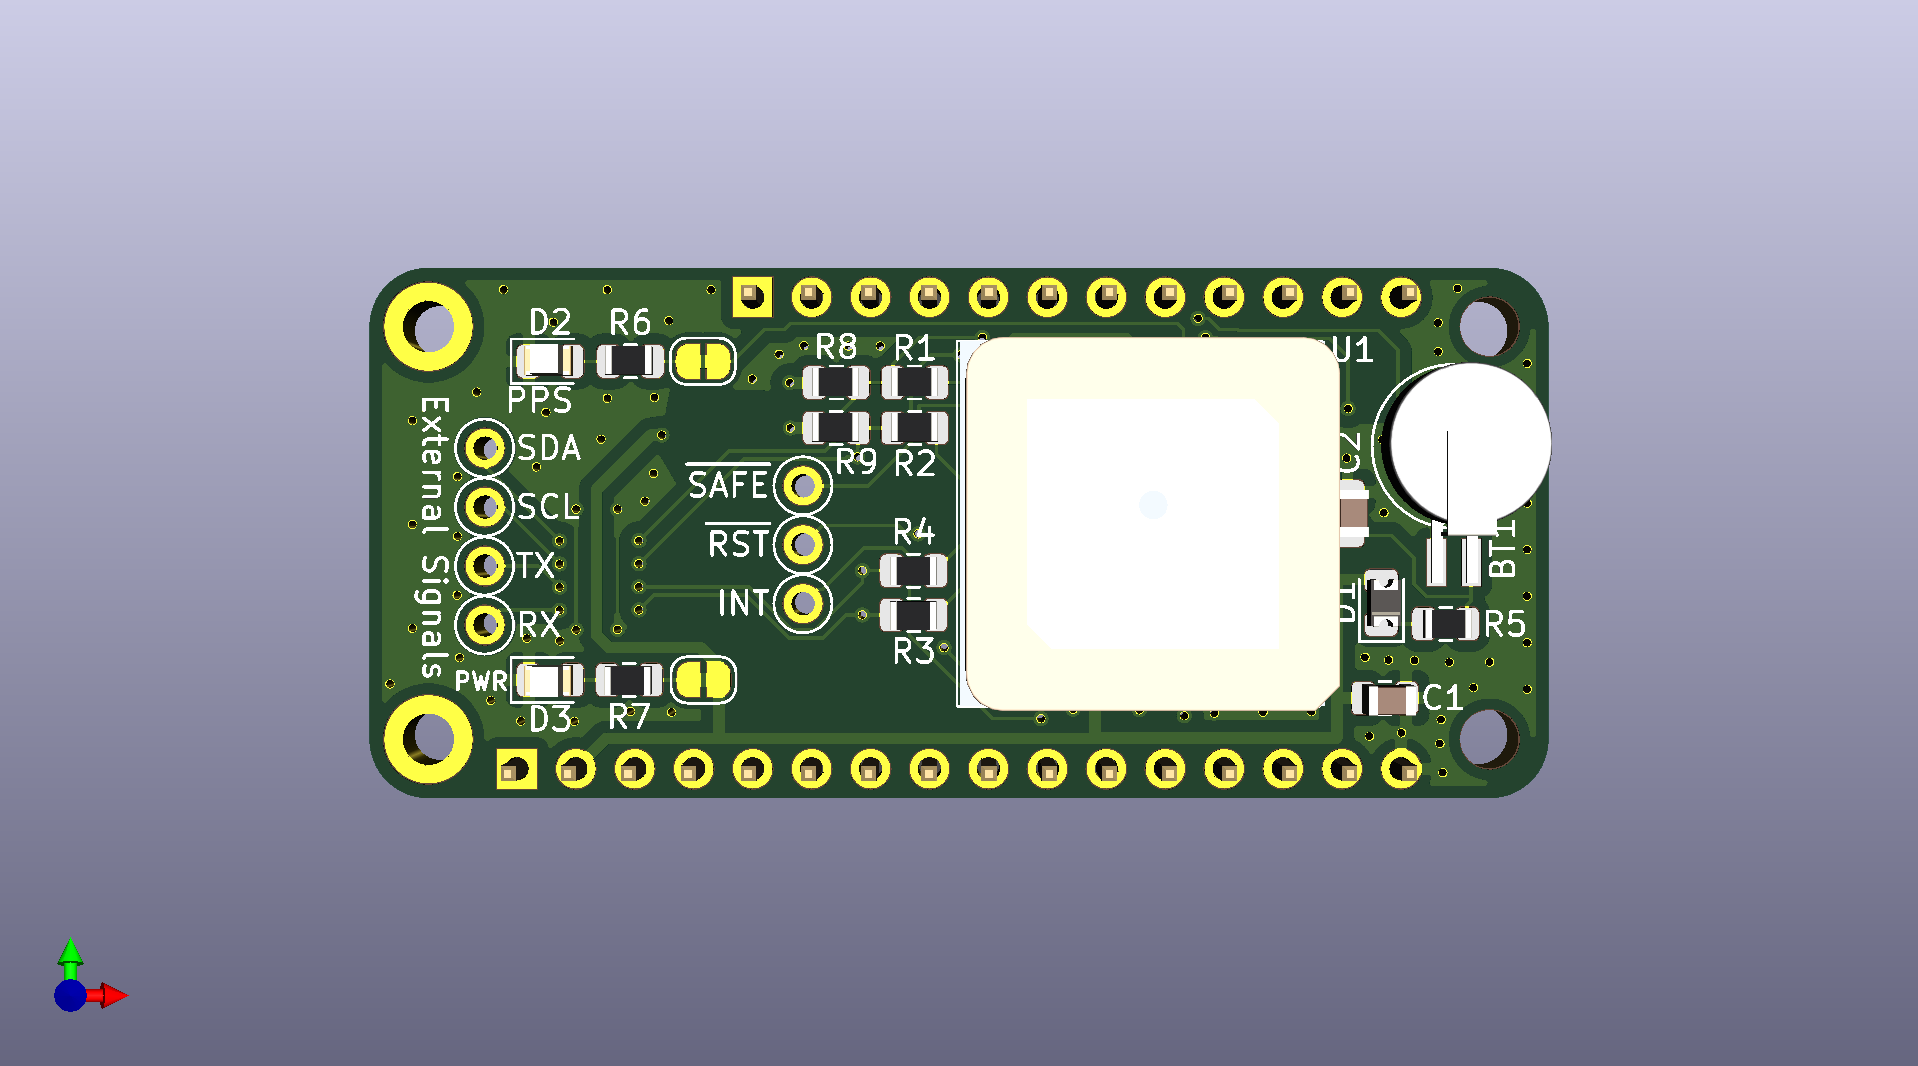 D2
R6
PPS
R8
R1
R9
R2
U1
C2
External Signals
SDA
SCL
TX
RX
SAFE
RST
INT
R4
R3
BT1
D1
R5
PWR
D3
R7
C1